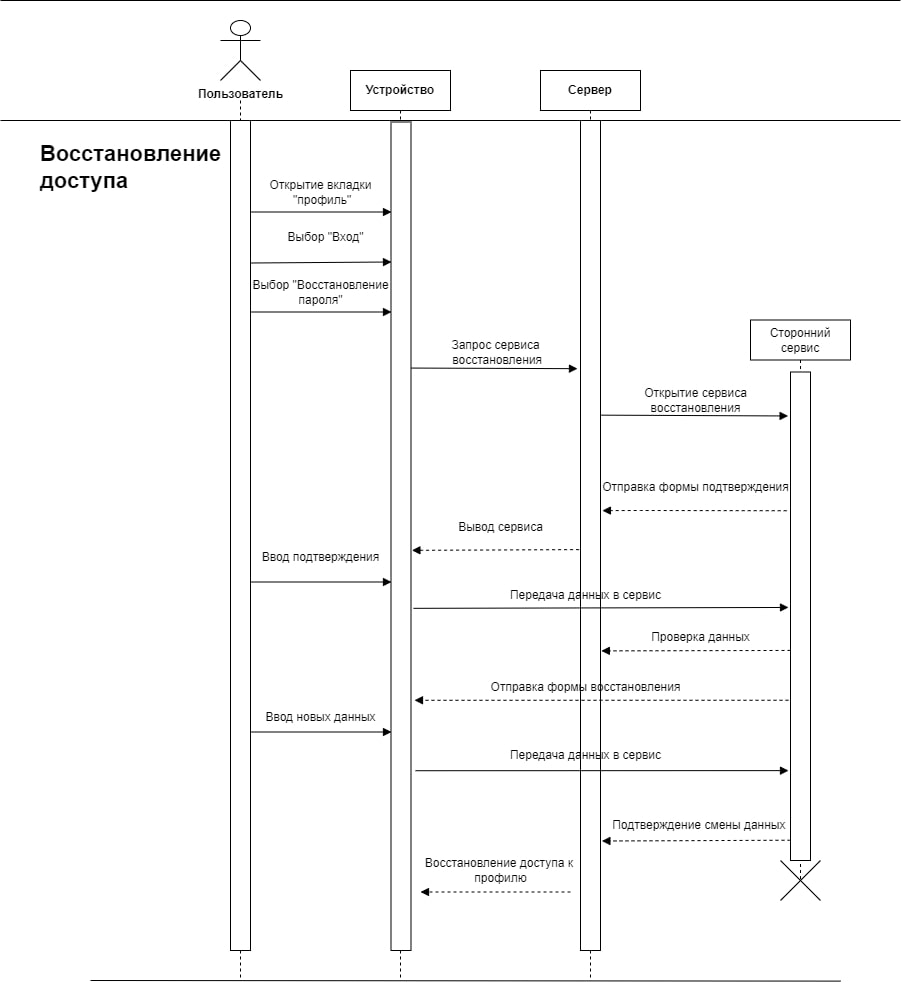 Пользователь
Устройство
Сервер
Восстановление
доступа
Открытие вкладки
"профиль"
Выбор "Вход"
Выбор "Восстановление
пароля"
Сторонний
сервис
Запрос сервиса
восстановления
Открытие сервиса
восстановления
Отправка формы подтверждения
Вывод сервиса
Ввод подтверждения
Передача данных в сервис
Проверка данных
Отправка формы восстановления
Ввод новых данных
Передача данных в сервис
Подтверждение смены данных
Восстановление доступа к
профилю